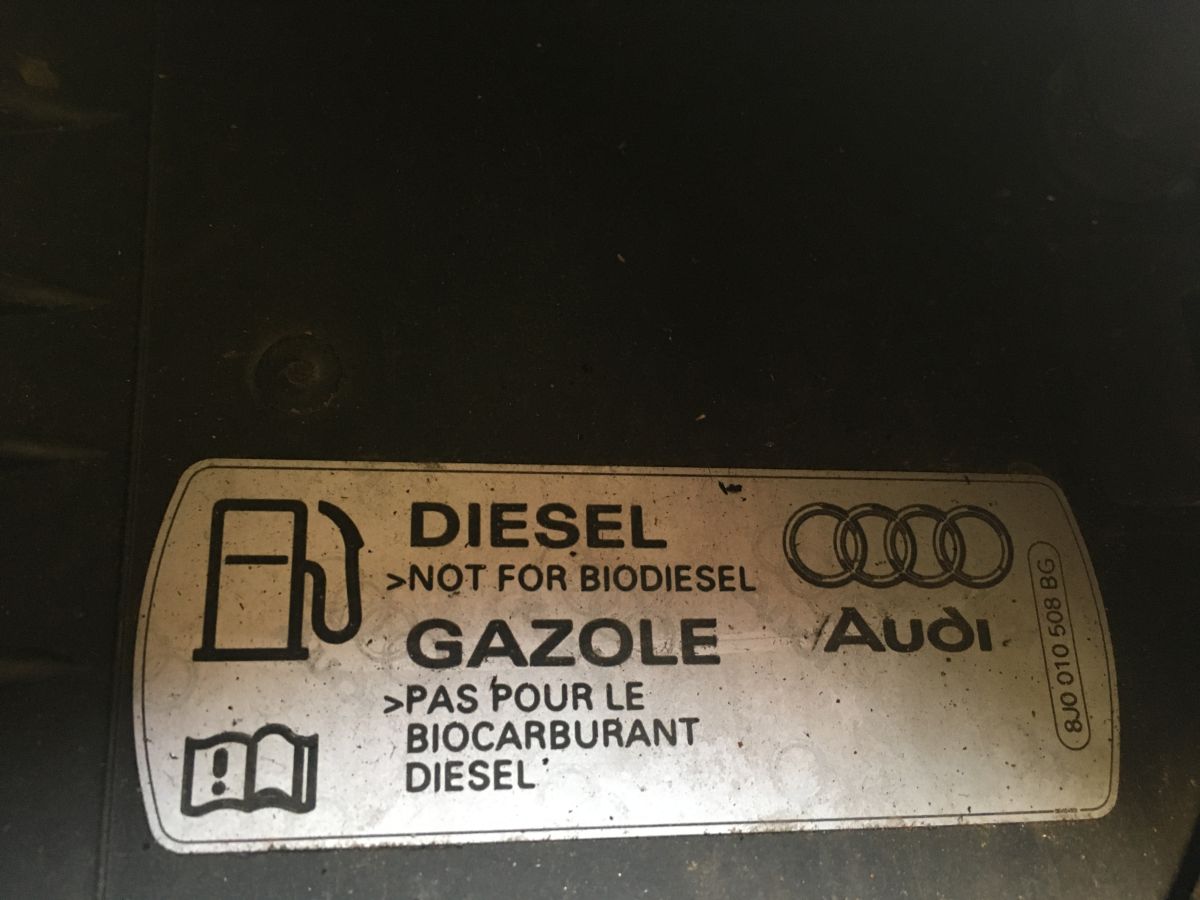 DIESEL
>NOT FOR BIODIESEL
GAZOLE
>PAS POUR LE
BIOCARBURANT
DIESEL
Audi
8J0 010 508 BG